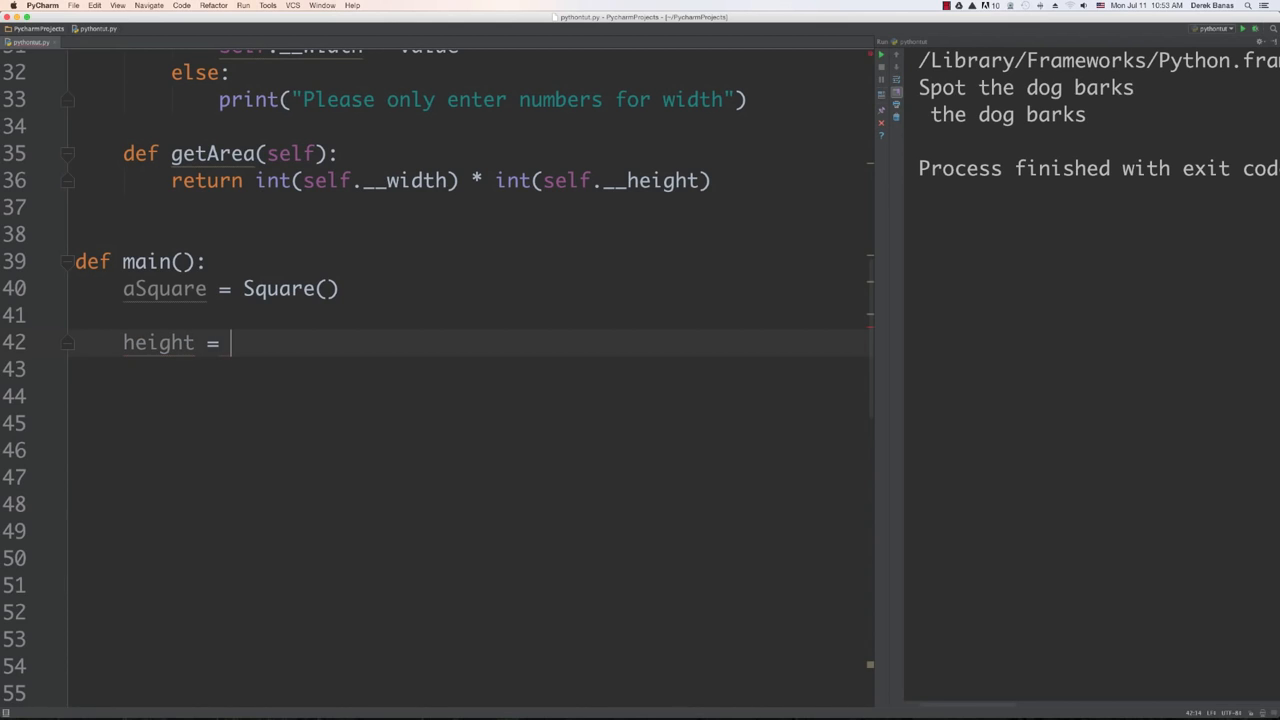 PyCharm File Edit View Navigate Code Refactor Run Tools VCS Window Help
10 Mon Jul 11 10:53 AM Derek Banas
pythontut.py - PycharmProjects - [~/PycharmProjects]
PycharmProjects pythontut.py pythontut
pythontut.py Run pythontut
32 else:
33 print("Please only enter numbers for width")
34
35 def getArea(self):
36 return int(self.__width) * int(self.__height)
37
38
39 def main():
40 aSquare = Square()
41
42 height =
43
44
45
46
47
48
49
50
51
52
53
54
55
/Library/Frameworks/Python.fra
Spot the dog barks
the dog barks
Process finished with exit cod
42:14 LF÷ UTF-8÷